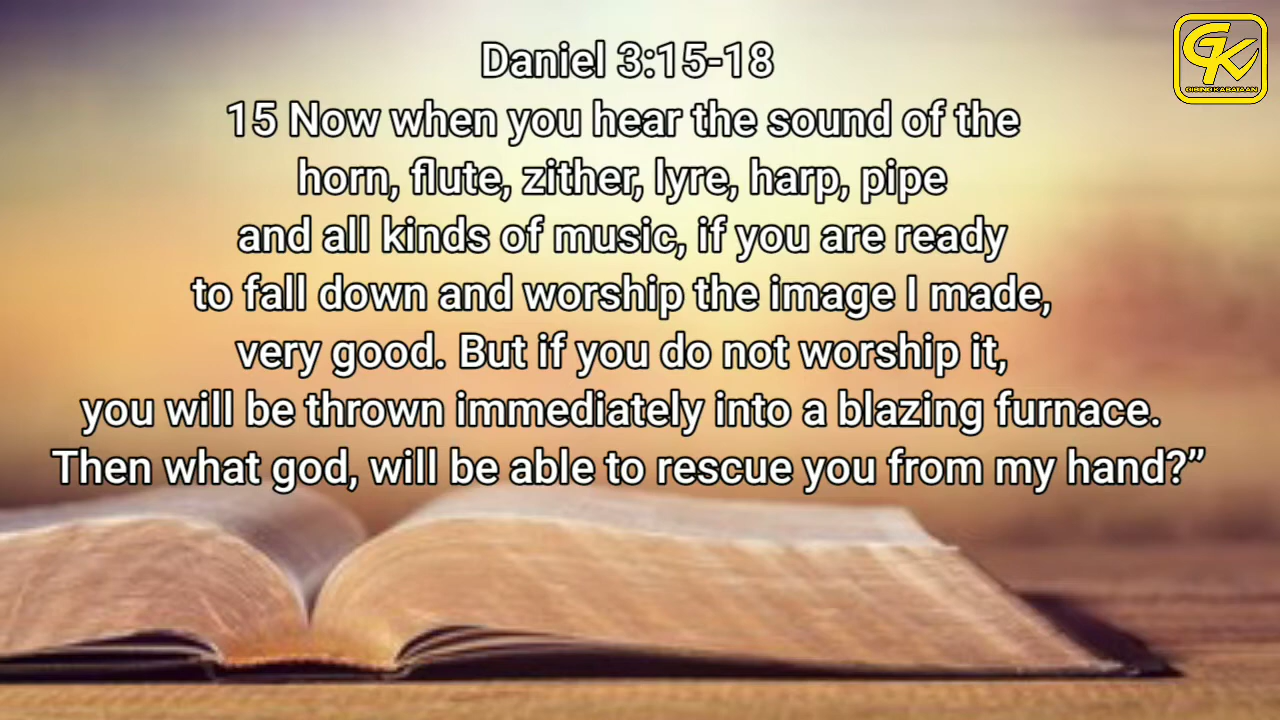 Daniel 3:15-18
15 Now when you hear the sound of the
horn, flute, zither, lyre, harp, pipe
and all kinds of music, if you are ready
to fall down and worship the image I made,
very good. But if you do not worship it,
you will be thrown immediately into a blazing furnace.
Then what god, will be able to rescue you from my hand?”
GK
GISING KABATAAN